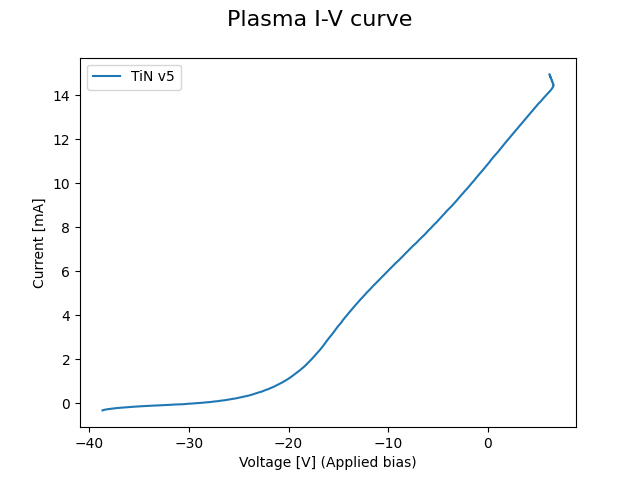 Plasma I-V curve
TiN v5
14
12
10
8
6
4
2
0
Current [mA]
−40 −30 −20 −10 0
Voltage [V] (Applied bias)